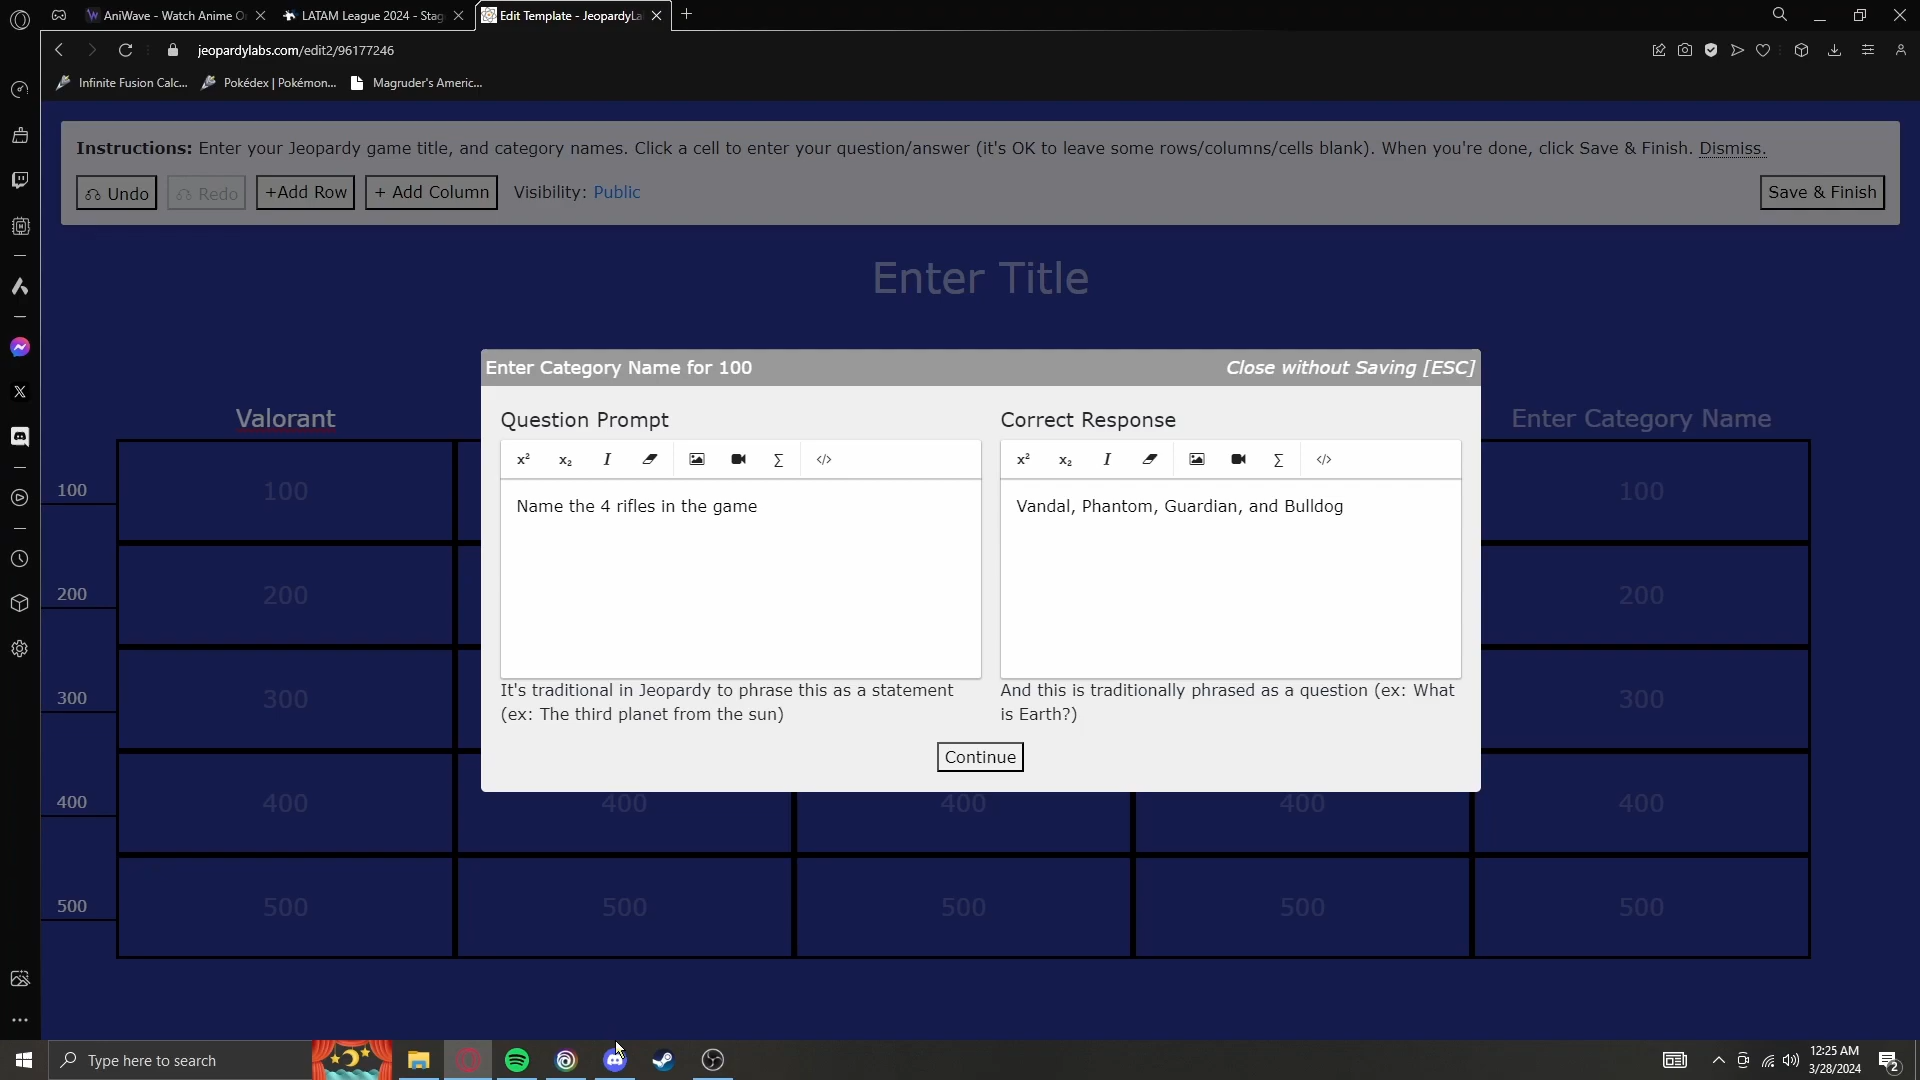 AniWave - Watch Anime O
LATAM League 2024 - Stag
Edit Template - JeopardyLa
jeopardylabs.com/edit2/96177246
Infinite Fusion Calc...
Pokédex | Pokémon...
Magruder's Americ...
Instructions: Enter your Jeopardy game title, and category names. Click a cell to enter your question/answer (it's OK to leave some rows/columns/cells blank). When you're done, click Save & Finish. Dismiss.
Undo
Redo
+Add Row
+ Add Column
Visibility: Public
Save & Finish
Enter Title
Enter Category Name for 100
Close without Saving [ESC]
Valorant
Enter Category Name
Question Prompt
Correct Response
x² x₂ I Σ </>
x² x₂ I Σ </>
Name the 4 rifles in the game
Vandal, Phantom, Guardian, and Bulldog
100 100 100
200 200 200
300 300 300
It's traditional in Jeopardy to phrase this as a statement
(ex: The third planet from the sun)
And this is traditionally phrased as a question (ex: What
is Earth?)
Continue
400 400 400 400 400 400
500 500 500 500 500 500
Type here to search
12:25 AM
3/28/2024
2